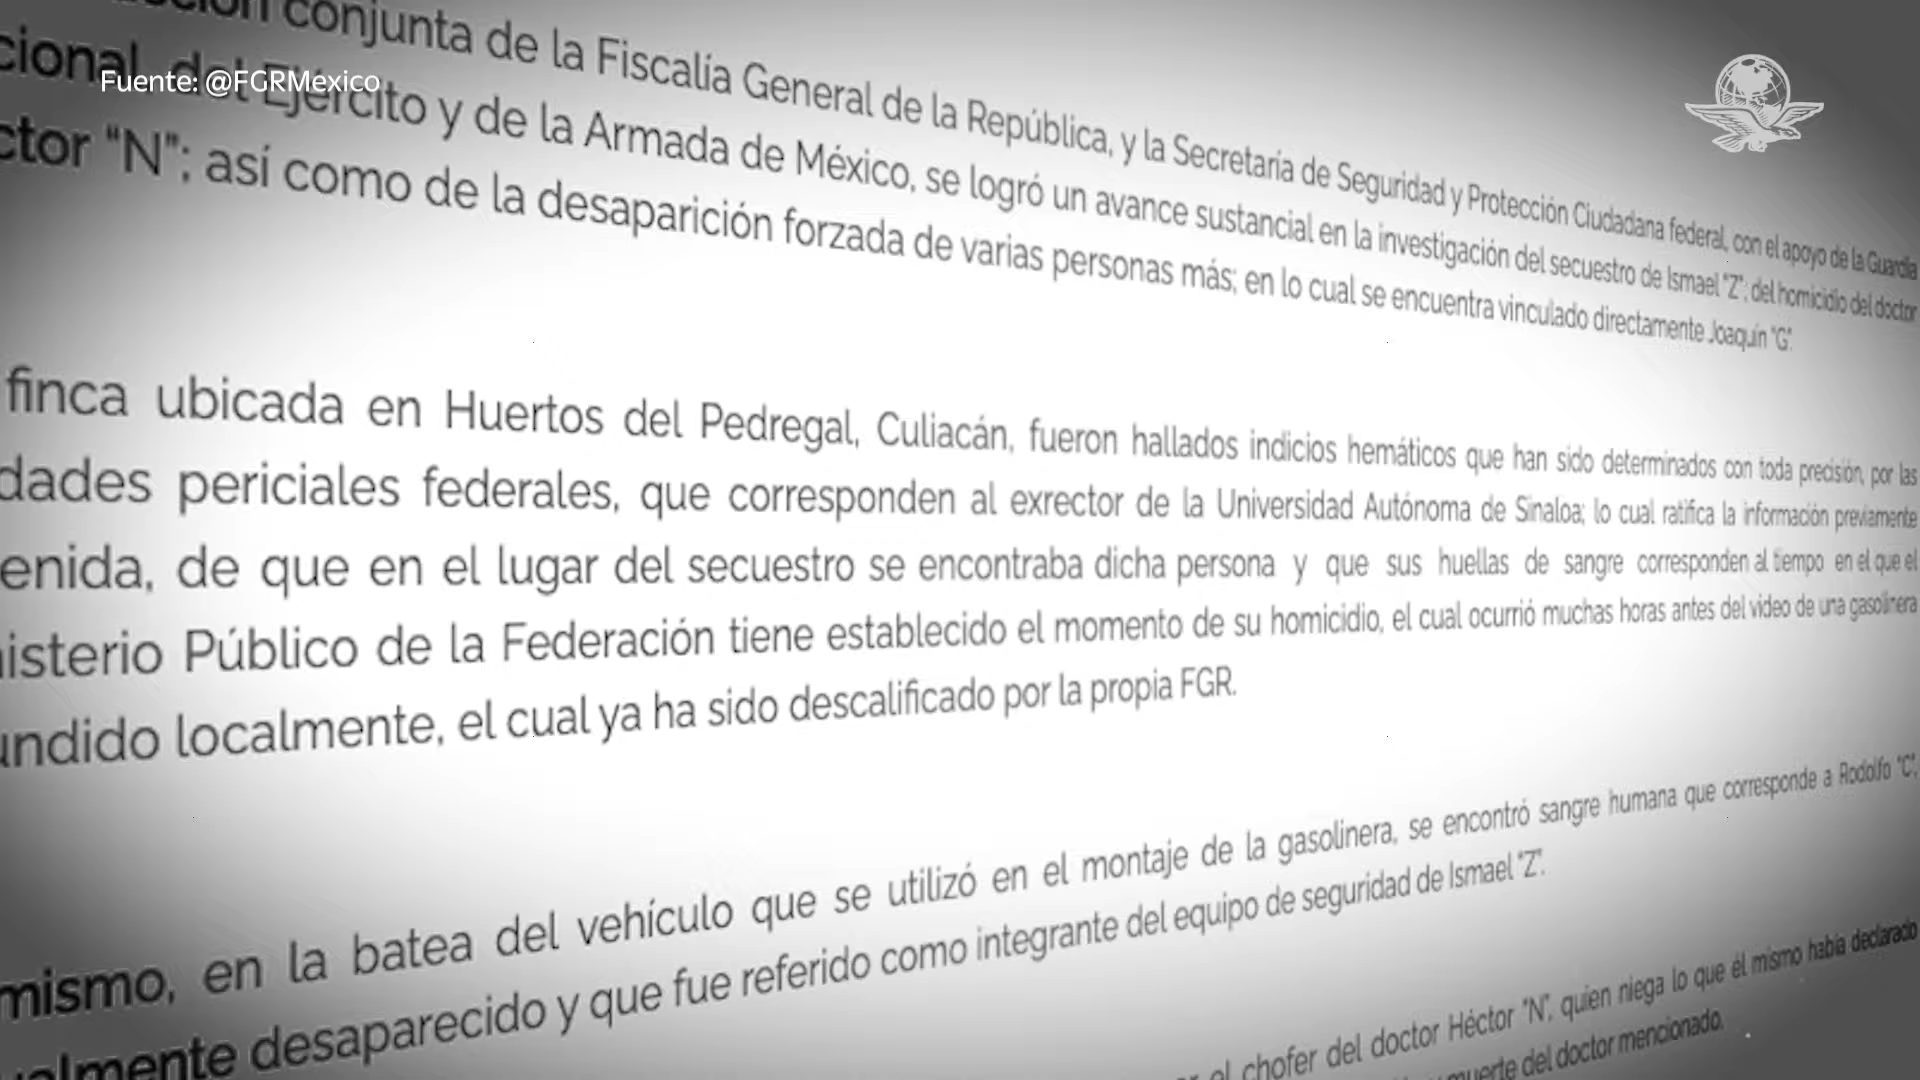 conjunta de la Fiscalía General de la República, y la Secretaría de Seguridad y Protección Ciudadana federal, con el apoyo de la Guardia
Fuente: @FGRMexico
cional, del Ejército y de la Armada de México, se logró un avance sustancial en la investigación del secuestro de Ismael "Z"; del homicidio del doctor
ctor "N"; así como de la desaparición forzada de varias personas más; en lo cual se encuentra vinculado directamente Joaquín "G".
finca ubicada en Huertos del Pedregal, Culiacán, fueron hallados indicios hemáticos que han sido determinados con toda precisión, por las
dades periciales federales, que corresponden al exrector de la Universidad Autónoma de Sinaloa; lo cual ratifica la información previamente
enida, de que en el lugar del secuestro se encontraba dicha persona y que sus huellas de sangre corresponden al tiempo en el que el
isterio Público de la Federación tiene establecido el momento de su homicidio, el cual ocurrió muchas horas antes del video de una gasolinera
undido localmente, el cual ya ha sido descalificado por la propia FGR.
mismo, en la batea del vehículo que se utilizó en el montaje de la gasolinera, se encontró sangre humana que corresponde a Rodolfo "C",
almente desaparecido y que fue referido como integrante del equipo de seguridad de Ismael "Z".
el chofer del doctor Héctor "N", quien niega lo que él mismo había declarado
muerte del doctor mencionado.